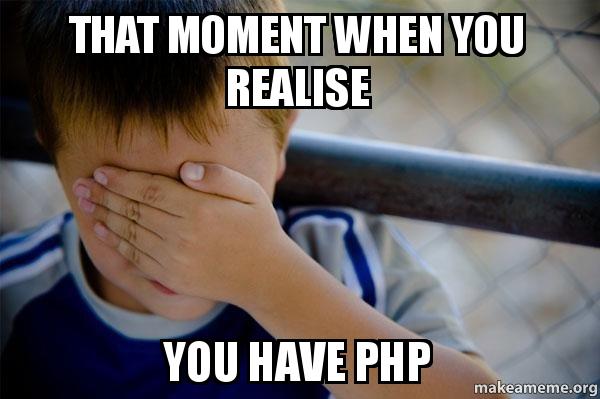 THAT MOMENT WHEN YOU
REALISE
YOU HAVE PHP
makeameme.org